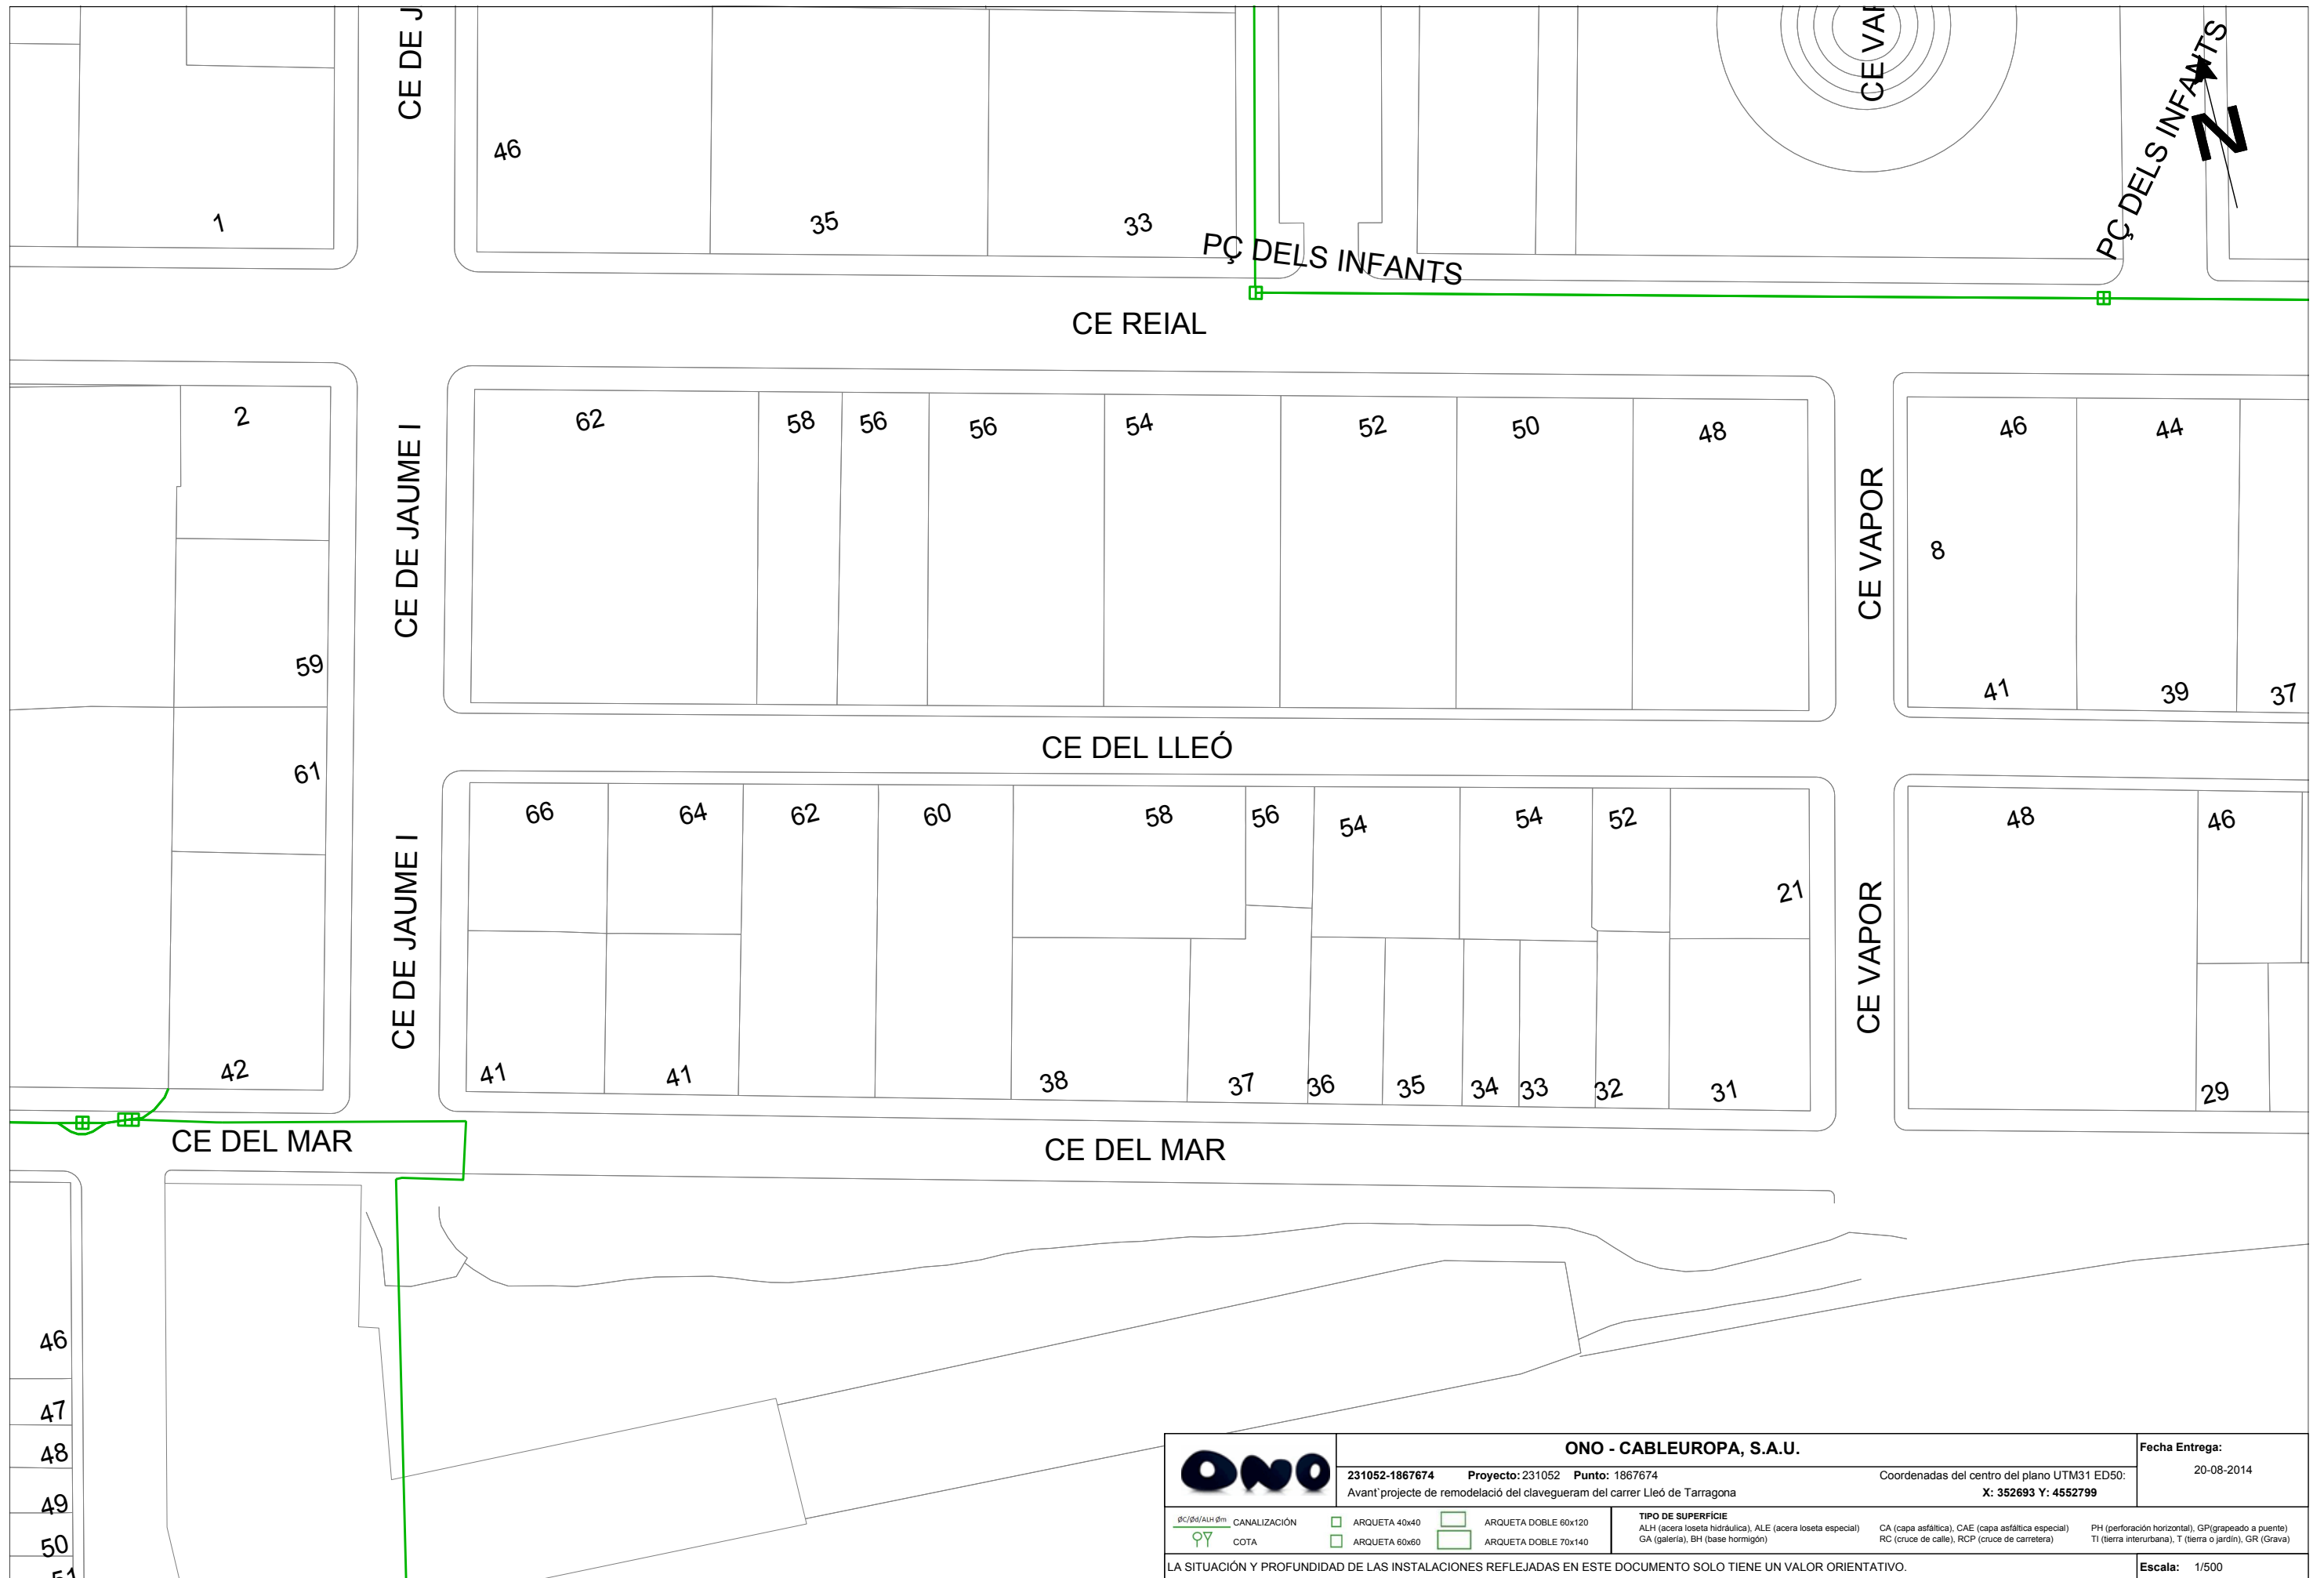 CE DE J
CE VAP
PÇ DELS INFANTS
N
46
1
35
33
PÇ DELS INFANTS
CE REIAL
2
62
58
56
56
54
52
50
48
46
44
CE DE JAUME I
CE VAPOR
8
59
41
39
37
CE DEL LLEÓ
61
66
64
62
60
58
56
54
54
52
48
46
21
CE DE JAUME I
CE VAPOR
42
41
41
38
37
36
35
34
33
32
31
29
CE DEL MAR
CE DEL MAR
46
47
48
49
50
51
ONO
ONO - CABLEUROPA, S.A.U.
Fecha Entrega:
20-08-2014
231052-1867674 Proyecto: 231052 Punto: 1867674
Coordenadas del centro del plano UTM31 ED50:
Avant`projecte de remodelació del clavegueram del carrer Lleó de Tarragona
X: 352693 Y: 4552799
ØC/Ød/ALH Øm CANALIZACIÓN
ARQUETA 40x40
ARQUETA DOBLE 60x120
COTA
ARQUETA 60x60
ARQUETA DOBLE 70x140
TIPO DE SUPERFÍCIE
ALH (acera loseta hidráulica), ALE (acera loseta especial)
CA (capa asfáltica), CAE (capa asfáltica especial)
PH (perforación horizontal), GP(grapeado a puente)
GA (galería), BH (base hormigón)
RC (cruce de calle), RCP (cruce de carretera)
TI (tierra interurbana), T (tierra o jardín), GR (Grava)
LA SITUACIÓN Y PROFUNDIDAD DE LAS INSTALACIONES REFLEJADAS EN ESTE DOCUMENTO SOLO TIENE UN VALOR ORIENTATIVO.
Escala: 1/500